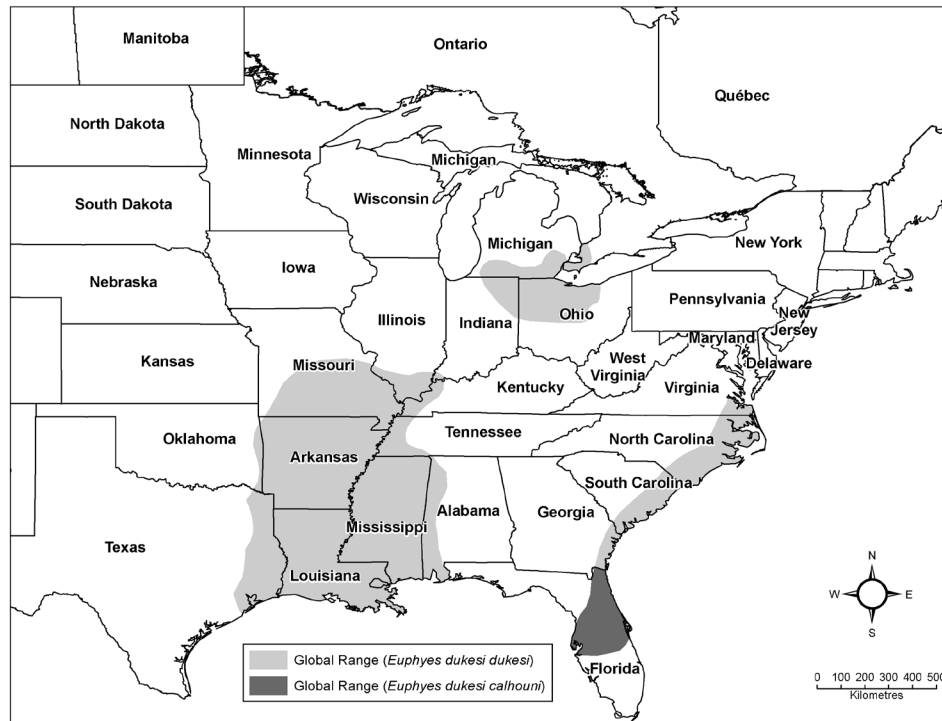 Manitoba
Ontario
Québec
North Dakota
Minnesota
Michigan
South Dakota
Wisconsin
Michigan
New York
Iowa
Nebraska
Pennsylvania
Illinois
Indiana
Ohio
New
Jersey
Maryland
Delaware
Kansas
Missouri
West
Virginia
Virginia
Kentucky
Oklahoma
Tennessee
North Carolina
Arkansas
South Carolina
Mississippi
Alabama
Georgia
Texas
Louisiana
Florida
N
W E
S
Global Range (Euphyes dukesi dukesi)
Global Range (Euphyes dukesi calhouni)
0 100 200 300 400 500
Kilometres